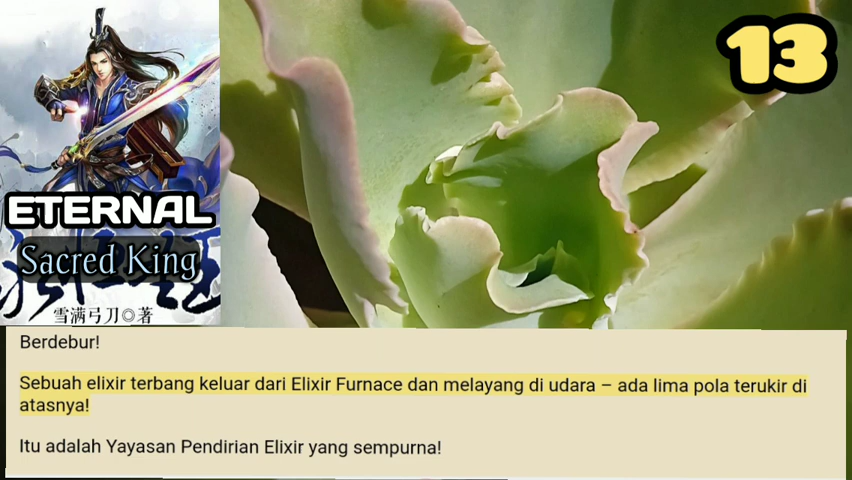 13
ETERNAL
Sacred King
雪满弓刀◎著
Berdebur!
Sebuah elixir terbang keluar dari Elixir Furnace dan melayang di udara – ada lima pola terukir di
atasnya!
Itu adalah Yayasan Pendirian Elixir yang sempurna!